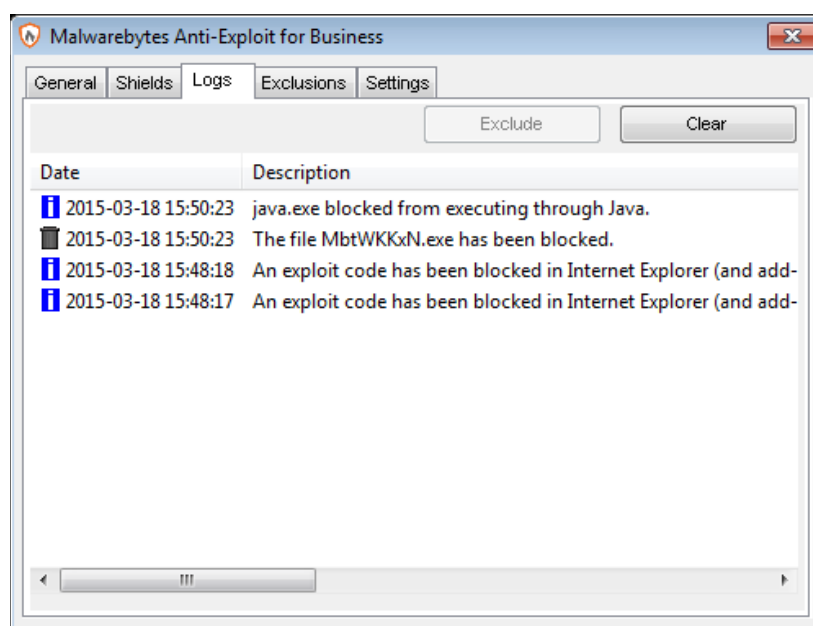 Malwarebytes Anti-Exploit for Business
General Shields Logs Exclusions Settings
Exclude Clear
Date Description
2015-03-18 15:50:23 java.exe blocked from executing through Java.
2015-03-18 15:50:23 The file MbtWKKxN.exe has been blocked.
2015-03-18 15:48:18 An exploit code has been blocked in Internet Explorer (and add-
2015-03-18 15:48:17 An exploit code has been blocked in Internet Explorer (and add-